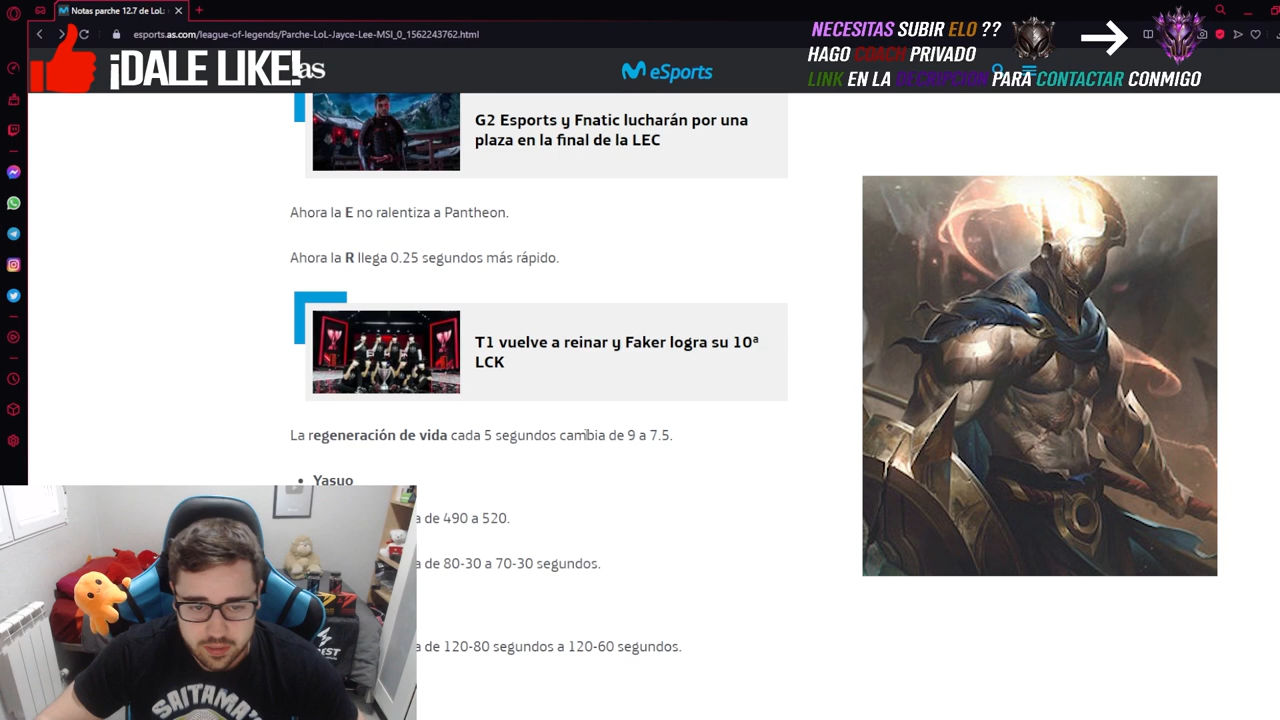 Notas parche 12.7 de LoL:
esports.as.com/league-of-legends/Parche-LoL-Jayce-Lee-MSI_0_1562243762.html
¡DALE LIKE!
as
eSports
NECESITAS SUBIR ELO ??
HAGO COACH PRIVADO
LINK EN LA DESCRIPCION PARA CONTACTAR CONMIGO
G2 Esports y Fnatic lucharán por una
plaza en la final de la LEC
Ahora la E no ralentiza a Pantheon.
Ahora la R llega 0.25 segundos más rápido.
T1 vuelve a reinar y Faker logra su 10ª
LCK
La regeneración de vida cada 5 segundos cambia de 9 a 7.5.
• Yasuo
a de 490 a 520.
a de 80-30 a 70-30 segundos.
a de 120-80 segundos a 120-60 segundos.
SAITAMA'S